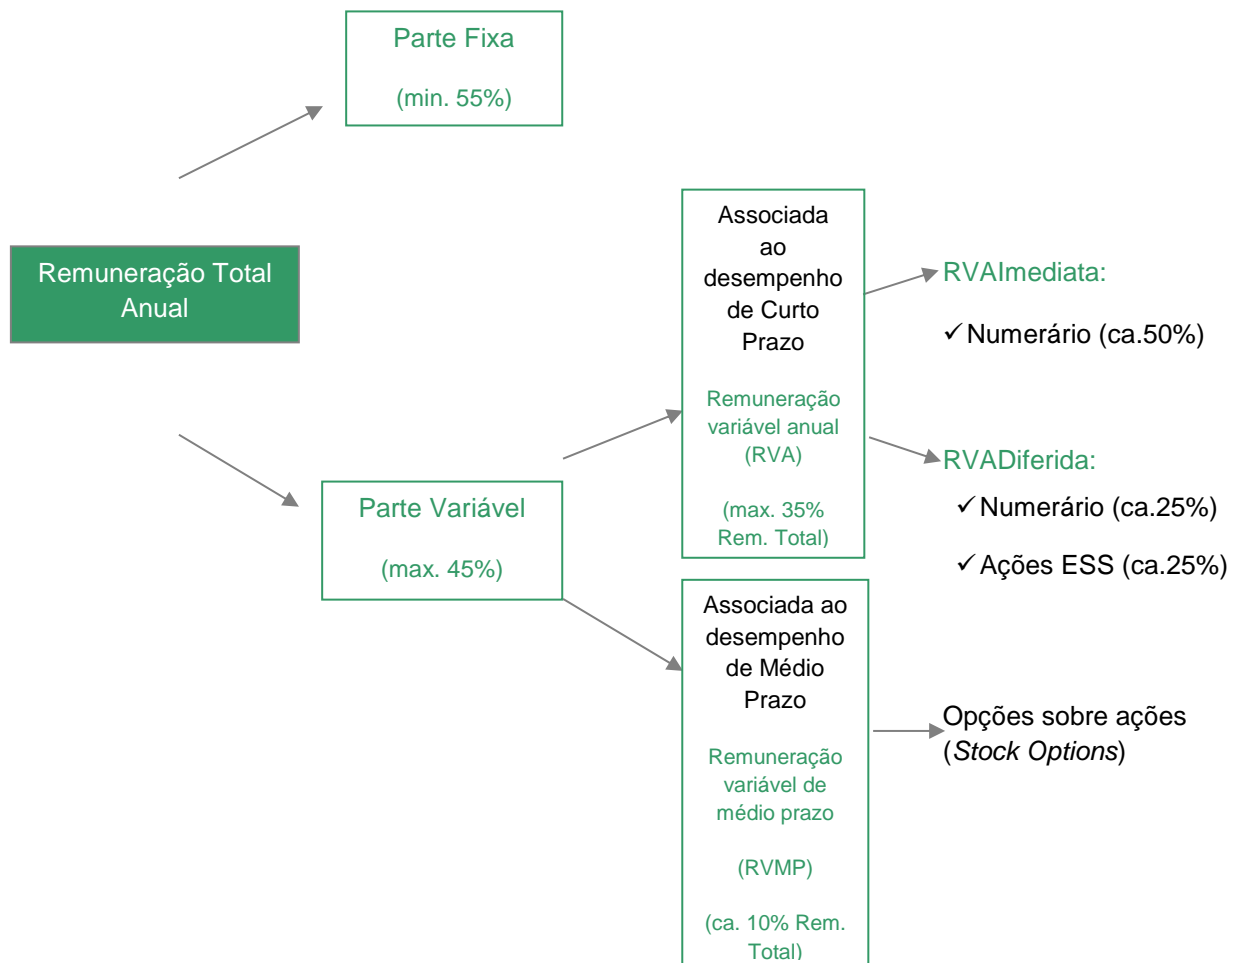 Parte Fixa
(min. 55%)
Remuneração Total
Anual
Parte Variável
(max. 45%)
Associada
ao
desempenho
de Curto
Prazo
Remuneração
variável anual
(RVA)
(max. 35%
Rem. Total)
RVAImediata:
✓Numerário (ca.50%)
RVADiferida:
✓Numerário (ca.25%)
✓Ações ESS (ca.25%)
Associada ao
desempenho
de Médio
Prazo
Remuneração
variável de
médio prazo
(RVMP)
(ca. 10% Rem.
Total)
Opções sobre ações
(Stock Options)